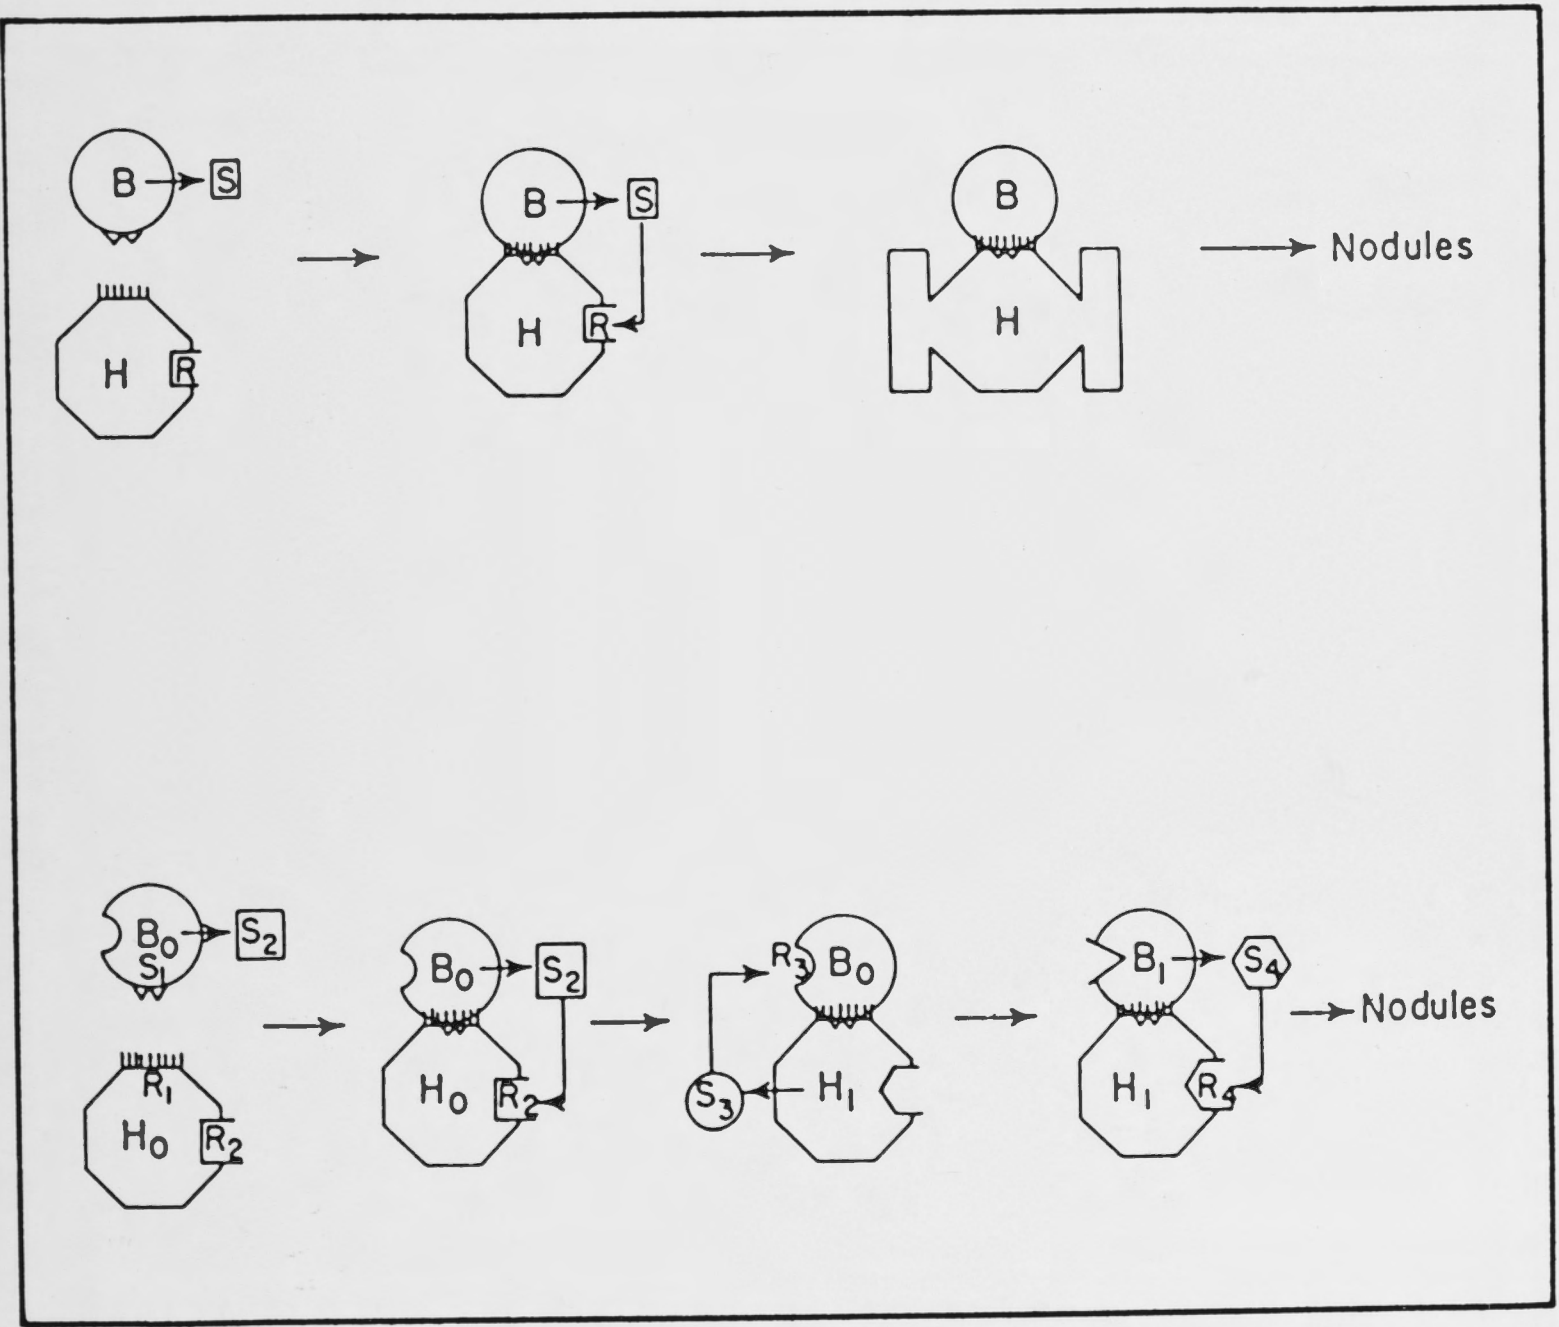 B S
H R
B S
H R
B
H
Nodules
B₀ S₂
S₁
R₁
H₀ R₂
B₀ S₂
H₀ R₂
R₃ B₀
S₃ H₁
B₁ S₄
H₁ R₄
Nodules